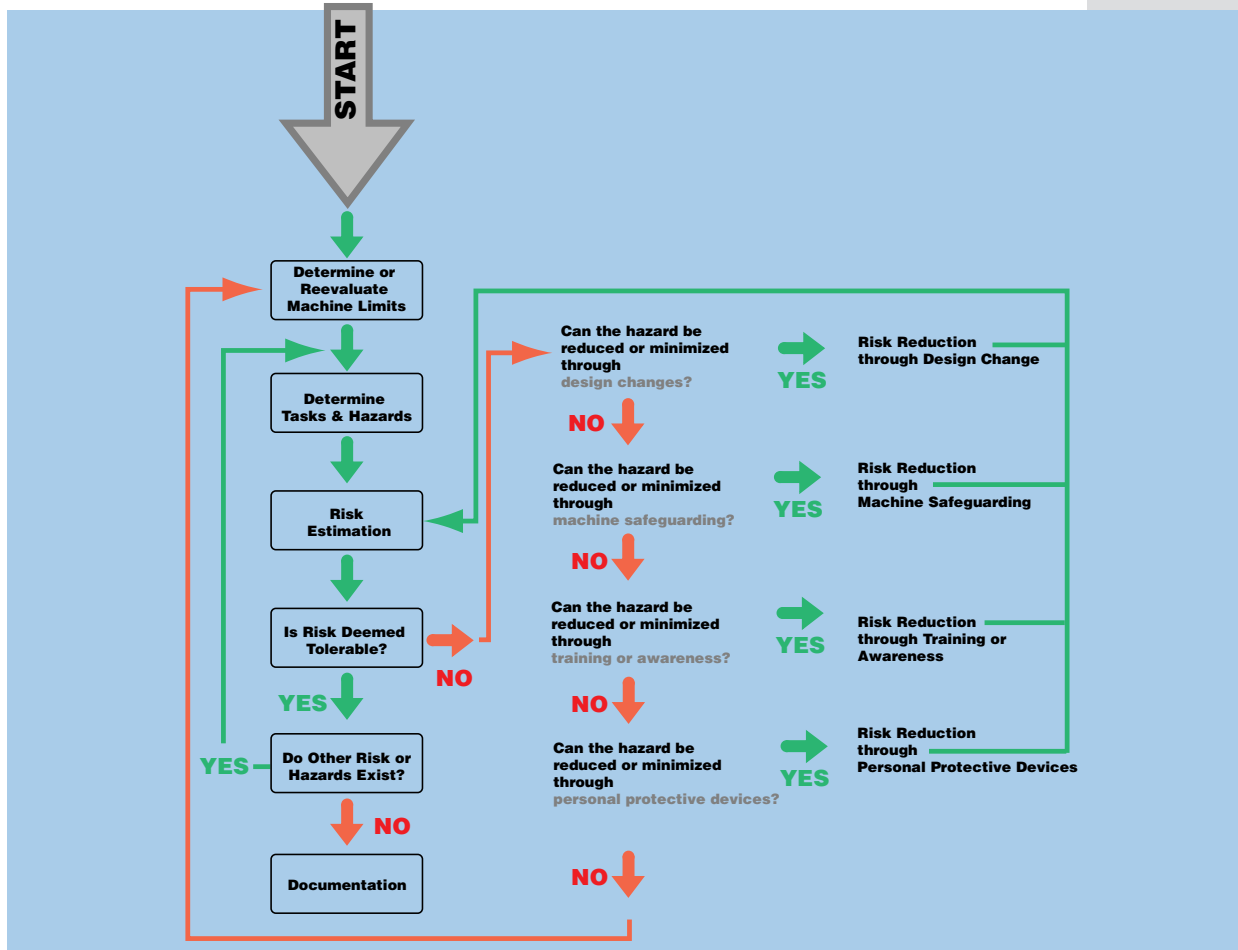 START
Determine or
Reevaluate
Machine Limits
Determine
Tasks & Hazards
Risk
Estimation
Is Risk Deemed
Tolerable?
NO
YES
Do Other Risk or
Hazards Exist?
YES
NO
Documentation
Can the hazard be
reduced or minimized
through
design changes?
YES
Risk Reduction
through Design Change
NO
Can the hazard be
reduced or minimized
through
machine safeguarding?
YES
Risk Reduction
through
Machine Safeguarding
NO
Can the hazard be
reduced or minimized
through
training or awareness?
YES
Risk Reduction
through Training or
Awareness
NO
Can the hazard be
reduced or minimized
through
personal protective devices?
YES
Risk Reduction
through
Personal Protective Devices
NO